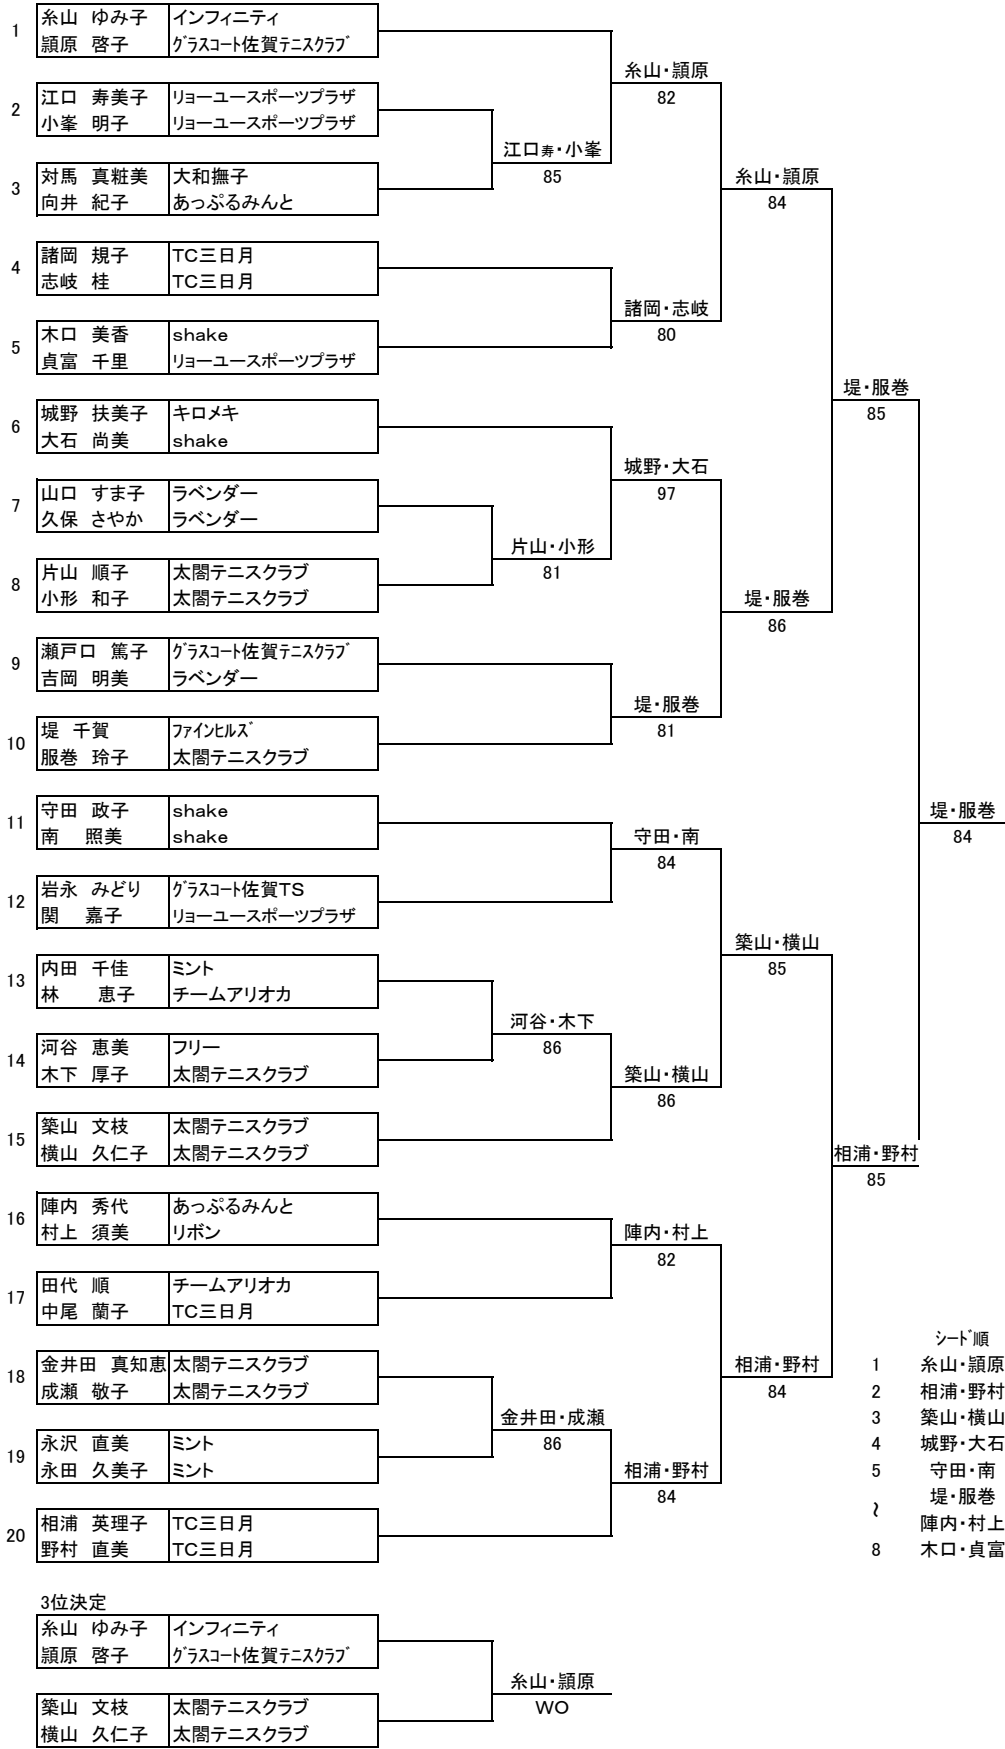 1 糸山 ゆみ子 インフィニティ
頴原 啓子 グラスコート佐賀テニスクラブ
糸山・頴原
82
2 江口 寿美子 リョーユースポーツプラザ
小峯 明子 リョーユースポーツプラザ
江口寿・小峯
85
3 対馬 真粧美 大和撫子
向井 紀子 あっぷるみんと
糸山・頴原
84
4 諸岡 規子 TC三日月
志岐 桂 TC三日月
諸岡・志岐
80
5 木口 美香 shake
貞富 千里 リョーユースポーツプラザ
堤・服巻
85
6 城野 扶美子 キロメキ
大石 尚美 shake
城野・大石
97
7 山口 すま子 ラベンダー
久保 さやか ラベンダー
片山・小形
81
8 片山 順子 太閤テニスクラブ
小形 和子 太閤テニスクラブ
堤・服巻
86
9 瀬戸口 篤子 グラスコート佐賀テニスクラブ
吉岡 明美 ラベンダー
堤・服巻
81
10 堤 千賀 ファインヒルズ
服巻 玲子 太閤テニスクラブ
堤・服巻
84
11 守田 政子 shake
南 照美 shake
守田・南
84
12 岩永 みどり グラスコート佐賀TS
関 嘉子 リョーユースポーツプラザ
築山・横山
85
13 内田 千佳 ミント
林 恵子 チームアリオカ
河谷・木下
86
14 河谷 恵美 フリー
木下 厚子 太閤テニスクラブ
築山・横山
86
15 築山 文枝 太閤テニスクラブ
横山 久仁子 太閤テニスクラブ
相浦・野村
85
16 陣内 秀代 あっぷるみんと
村上 須美 リボン
陣内・村上
82
17 田代 順 チームアリオカ
中尾 蘭子 TC三日月
18 金井田 真知恵 太閤テニスクラブ
成瀬 敬子 太閤テニスクラブ
相浦・野村
84
金井田・成瀬
86
19 永沢 直美 ミント
永田 久美子 ミント
相浦・野村
84
20 相浦 英理子 TC三日月
野村 直美 TC三日月
シード順
1 糸山・頴原
2 相浦・野村
3 築山・横山
4 城野・大石
5 守田・南
堤・服巻
~
陣内・村上
8 木口・貞富
3位決定
糸山 ゆみ子 インフィニティ
頴原 啓子 グラスコート佐賀テニスクラブ
糸山・頴原
WO
築山 文枝 太閤テニスクラブ
横山 久仁子 太閤テニスクラブ